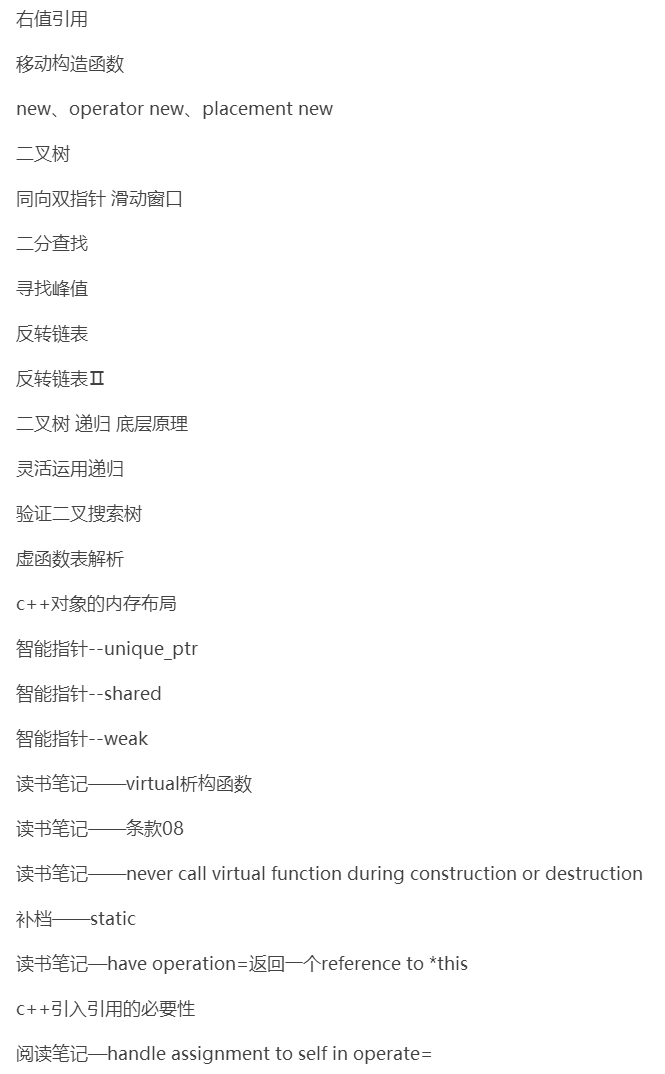 右值引用
移动构造函数
new、operator new、placement new
二叉树
同向双指针 滑动窗口
二分查找
寻找峰值
反转链表
反转链表Ⅱ
二叉树 递归 底层原理
灵活运用递归
验证二叉搜索树
虚函数表解析
c++对象的内存布局
智能指针--unique_ptr
智能指针--shared
智能指针--weak
读书笔记——virtual析构函数
读书笔记——条款08
读书笔记——never call virtual function during construction or destruction
补档——static
读书笔记—have operation=返回一个reference to *this
c++引入引用的必要性
阅读笔记—handle assignment to self in operate=